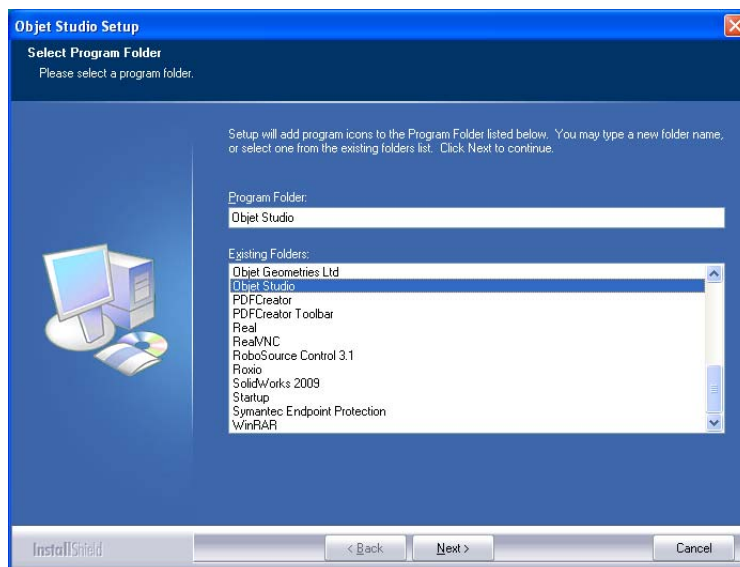 Objet Studio Setup
Select Program Folder
Please select a program folder.
Setup will add program icons to the Program Folder listed below. You may type a new folder name,
or select one from the existing folders list. Click Next to continue.
Program Folder:
Objet Studio
Existing Folders:
Objet Geometries Ltd
Objet Studio
PDFCreator
PDFCreator Toolbar
Real
RealVNC
RoboSource Control 3.1
Roxio
SolidWorks 2009
Startup
Symantec Endpoint Protection
WinRAR
InstallShield
< Back
Next >
Cancel